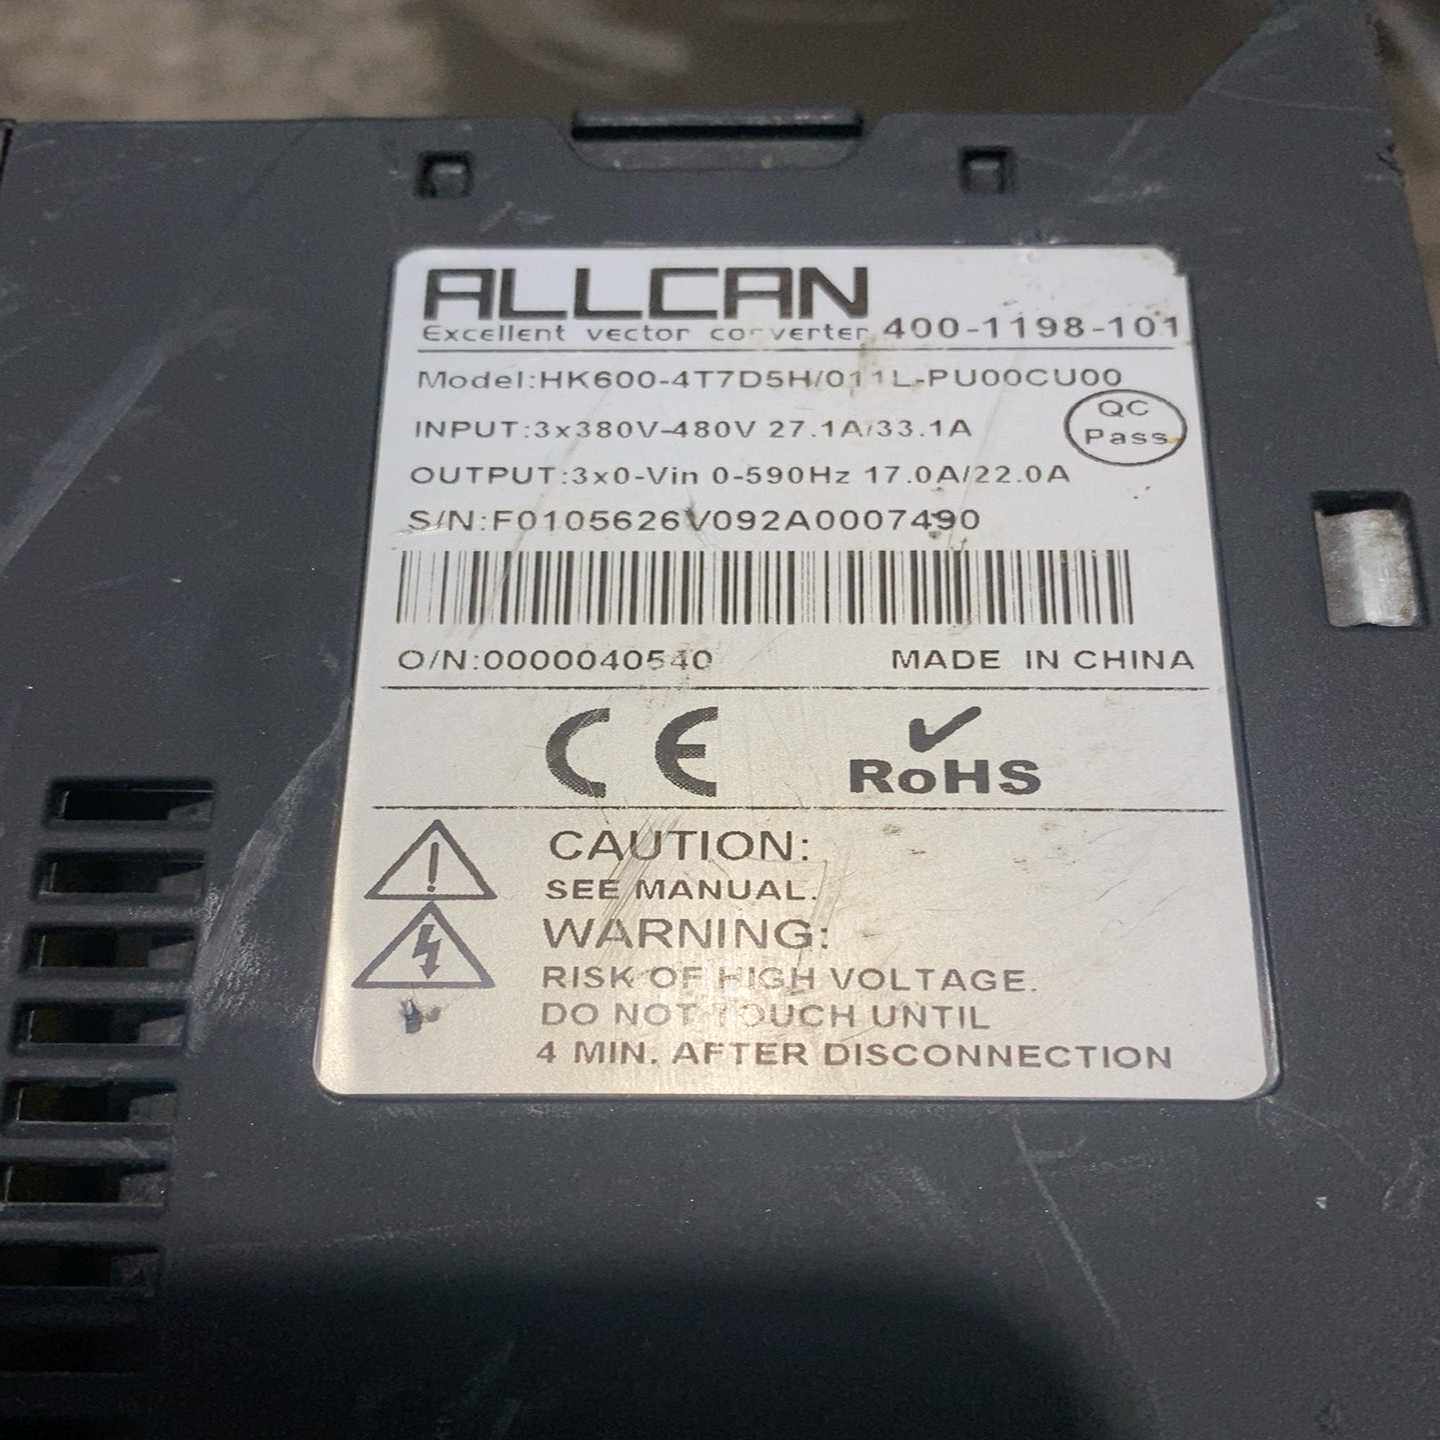 ALLCAN
Excellent vector converter 400-1198-101
Model:HK600-4T7D5H/011L-PU00CU00
QC
Pass
INPUT:3x380V-480V 27.1A/33.1A
OUTPUT:3x0-Vin 0-590Hz 17.0A/22.0A
S/N:F0105626V092A0007490
O/N:0000040540 MADE IN CHINA
CE
RoHS
CAUTION:
SEE MANUAL.
WARNING:
RISK OF HIGH VOLTAGE.
DO NOT TOUCH UNTIL
4 MIN. AFTER DISCONNECTION